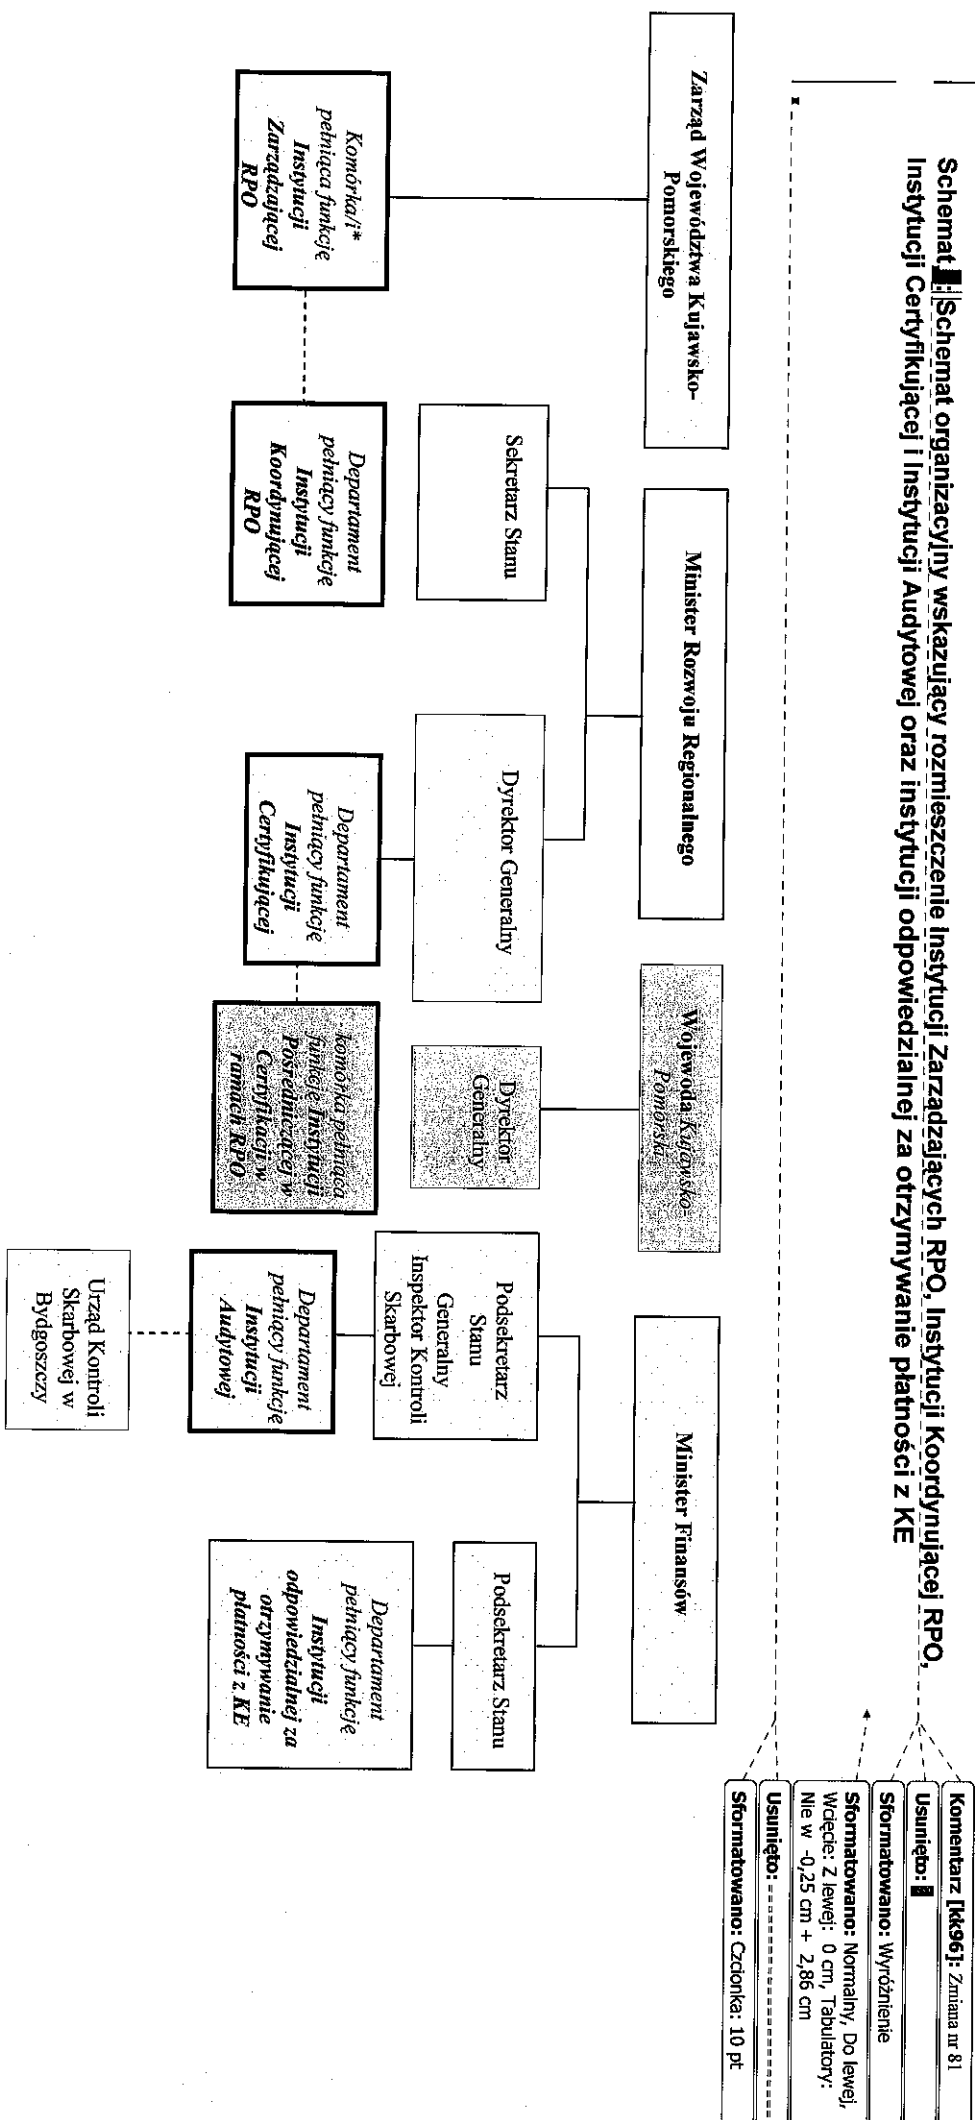 Schemat : Schemat organizacyjny wskazujący rozmieszczenie Instytucji Zarządzających RPO, Instytucji Koordynującej RPO,
Instytucji Certyfikującej i Instytucji Audytowej oraz instytucji odpowiedzialnej za otrzymywanie płatności z KE
Komentarz [kk96]: Zmiana nr 81
Usunięto:
Sformatowano: Wyróżnienie
Sformatowano: Normalny, Do lewej,
Wcięcie: Z lewej: 0 cm, Tabulatory:
Nie w -0,25 cm + 2,86 cm
Usunięto: --------------------
Sformatowano: Czcionka: 10 pt
Zarząd Województwa Kujawsko-
Pomorskiego
Minister Rozwoju Regionalnego
Wojewoda Kujawsko-
Pomorski
Minister Finansów
Sekretarz Stanu
Dyrektor Generalny
Dyrektor
Generalny
Podsekretarz
Stanu
Generalny
Inspektor Kontroli
Skarbowej
Podsekretarz Stanu
Komórka/i*
pełniąca funkcję
Instytucji
Zarządzającej
RPO
Departament
pełniący funkcję
Instytucji
Koordynującej
RPO
Departament
pełniący funkcję
Instytucji
Certyfikującej
komórka pełniąca
funkcję Instytucji
Pośredniczącej w
Certyfikacji w
ramach RPO
Departament
pełniący funkcję
Instytucji
Audytowej
Departament
pełniący funkcję
Instytucji
odpowiedzialnej za
otrzymywanie
płatności z KE
Urząd Kontroli
Skarbowej w
Bydgoszczy